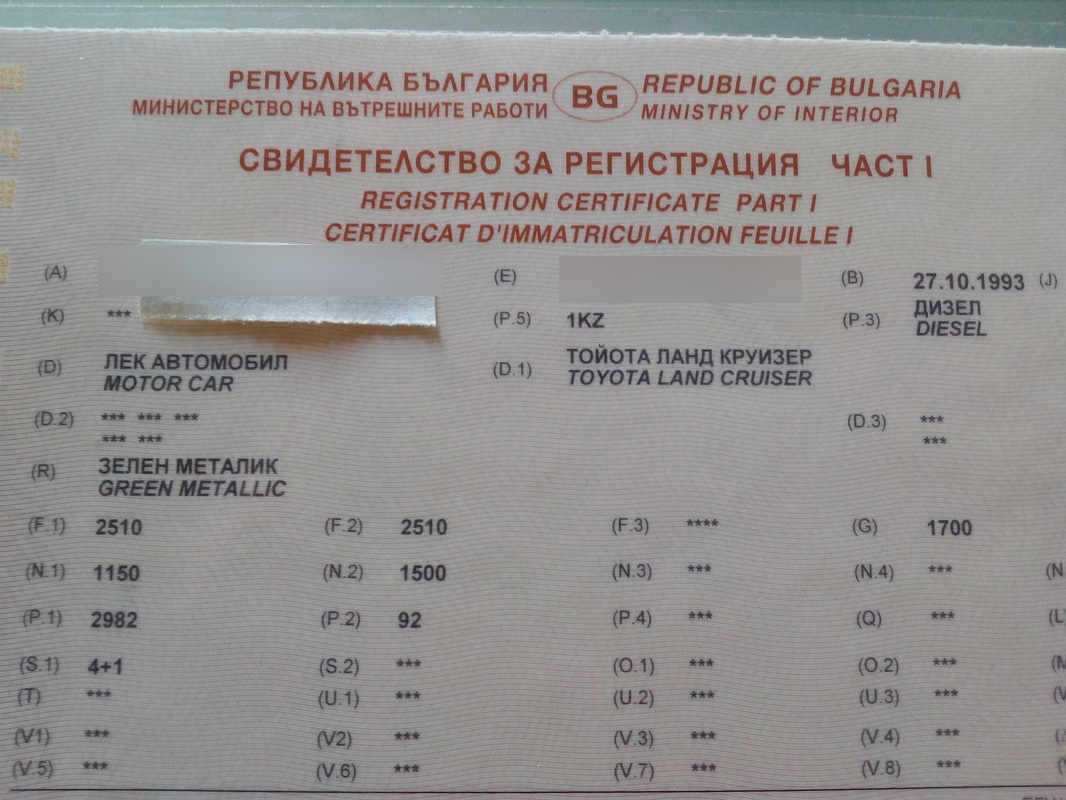 РЕПУБЛИКА БЪЛГАРИЯ BG REPUBLIC OF BULGARIA
МИНИСТЕРСТВО НА ВЪТРЕШНИТЕ РАБОТИ MINISTRY OF INTERIOR
СВИДЕТЕЛСТВО ЗА РЕГИСТРАЦИЯ ЧАСТ I
REGISTRATION CERTIFICATE PART I
CERTIFICAT D'IMMATRICULATION FEUILLE I
(A) (E) (B) 27.10.1993 (J)
(K) *** (P.5) 1KZ (P.3) ДИЗЕЛ
DIESEL
(D) ЛЕК АВТОМОБИЛ (D.1) ТОЙОТА ЛАНД КРУИЗЕР
MOTOR CAR TOYOTA LAND CRUISER
(D.2) *** *** *** (D.3) ***
*** *** ***
(R) ЗЕЛЕН МЕТАЛИК
GREEN METALLIC
(F.1) 2510 (F.2) 2510 (F.3) **** (G) 1700
(N.1) 1150 (N.2) 1500 (N.3) *** (N.4) *** (N
(P.1) 2982 (P.2) 92 (P.4) *** (Q) ***
(S.1) 4+1 (S.2) *** (O.1) *** (O.2) ***
(T) *** (U.1) *** (U.2) *** (U.3) ***
(V1) *** (V2) *** (V.3) *** (V.4) ***
(V.5) *** (V.6) *** (V.7) *** (V.8) ***